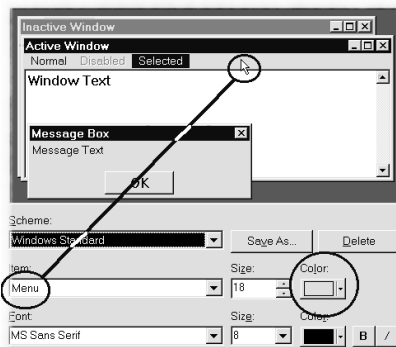 Inactive Window
Active Window
Normal Disabled Selected
Window Text
Message Box
Message Text
OK
Scheme:
Windows Standard
Save As...
Delete
Item:
Size:
Color:
Menu
18
Font:
Size:
Color:
MS Sans Serif
8
B
/